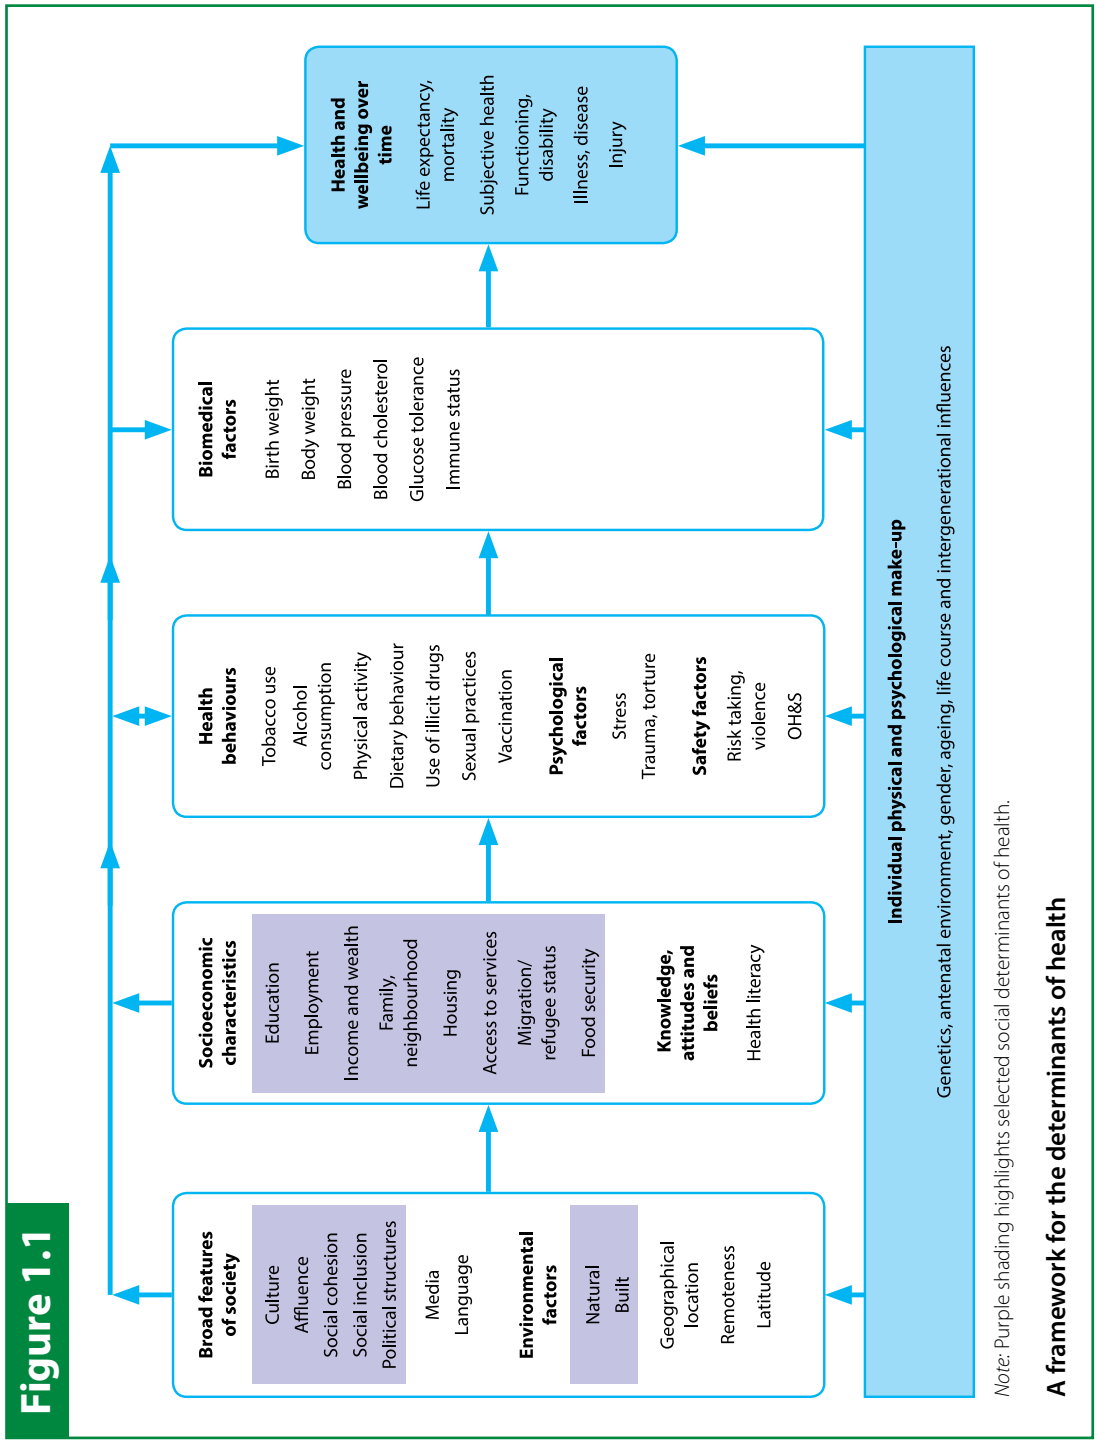 Figure 1.1
Broad features
of society
Culture
Affluence
Social cohesion
Social inclusion
Political structures
Media
Language
Environmental
factors
Natural
Built
Geographical
location
Remoteness
Latitude
Socioeconomic
characteristics
Education
Employment
Income and wealth
Family,
neighbourhood
Housing
Access to services
Migration/
refugee status
Food security
Knowledge,
attitudes and
beliefs
Health literacy
Health
behaviours
Tobacco use
Alcohol
consumption
Physical activity
Dietary behaviour
Use of illicit drugs
Sexual practices
Vaccination
Psychological
factors
Stress
Trauma, torture
Safety factors
Risk taking,
violence
OH&S
Biomedical
factors
Birth weight
Body weight
Blood pressure
Blood cholesterol
Glucose tolerance
Immune status
Health and
wellbeing over
time
Life expectancy,
mortality
Subjective health
Functioning,
disability
Illness, disease
Injury
Individual physical and psychological make-up
Genetics, antenatal environment, gender, ageing, life course and intergenerational influences
Note: Purple shading highlights selected social determinants of health.
A framework for the determinants of health